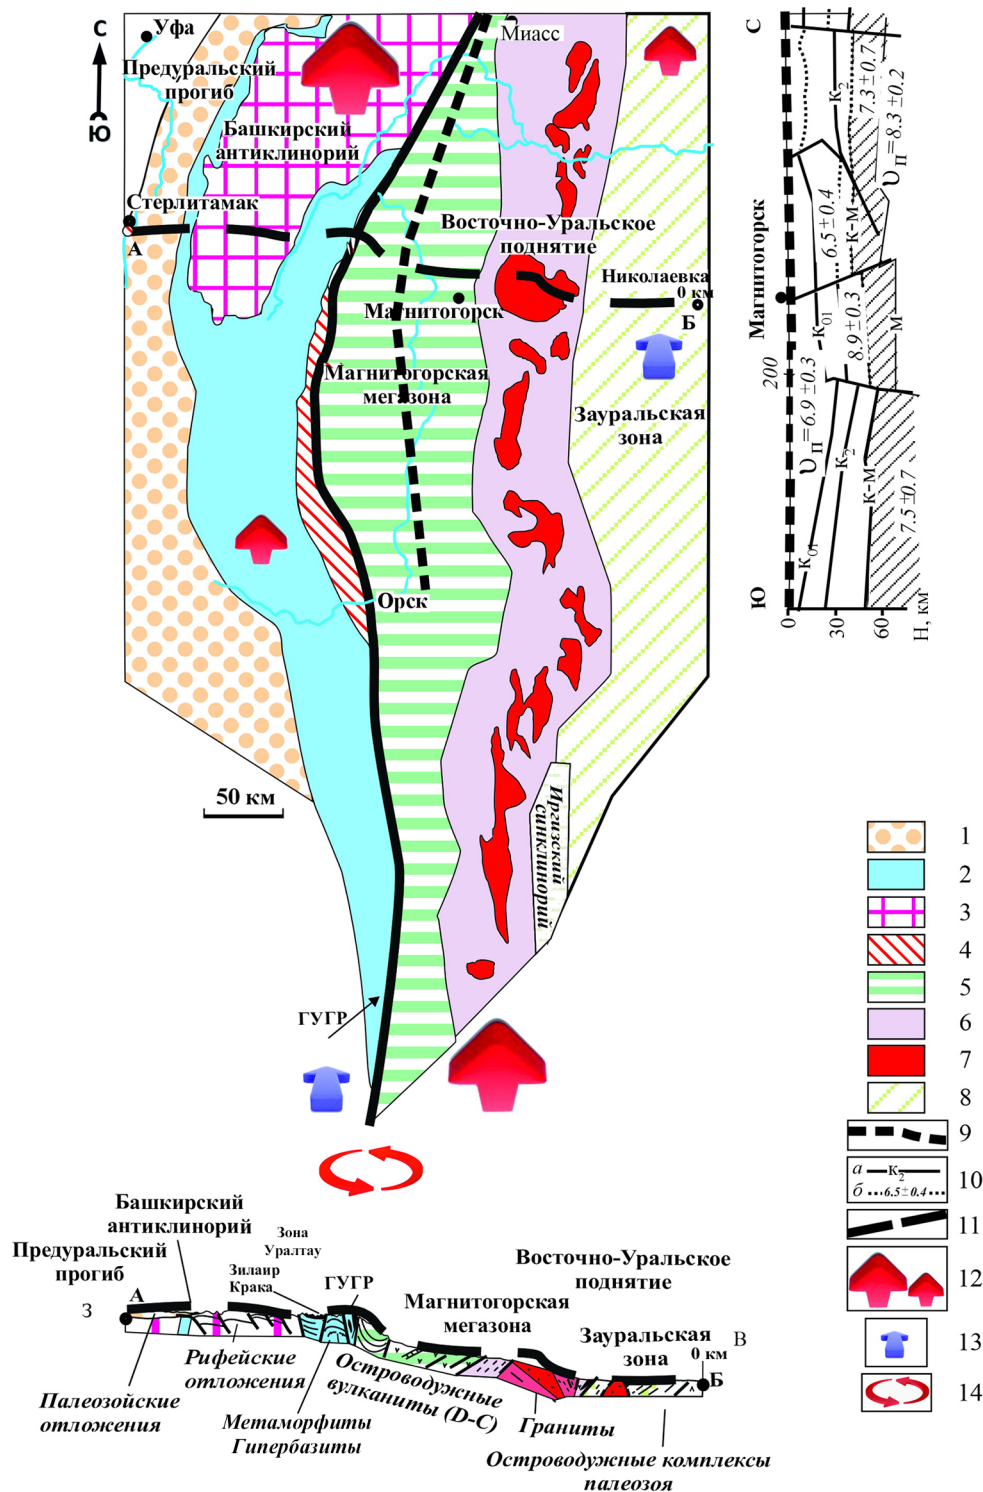 С
Ю
Уфа
Предуральский
прогиб
Башкирский
антиклинорий
Стерлитамак
А
Миасс
Восточно-Уральское
поднятие
Николаевка
0 км
Б
Магнитогорск
Магнитогорская
мегазона
Зауральская
зона
Орск
50 км
Иргизский
синклинорий
ГУГР
С
Магнитогорск
200
Ю
0
30
60
Н, км
К2
7.3±0.7
υп=8.3±0.2
6.5±0.4
К-М
К01
8.9±0.3
М
υп=6.9±0.3
К2
К-М
К01
7.5±0.7
1
2
3
4
5
6
7
8
9
а К2
б 6.5±0.4
10
11
12
13
14
Башкирский
антиклинорий
Предуральский
прогиб
З
А
Зона
Уралтау
Зилаир
Крака
ГУГР
Магнитогорская
мегазона
Восточно-Уральское
поднятие
Зауральская
зона
0 км
В
Б
Рифейские
отложения
Палеозойские
отложения
Метаморфиты
Гипербазиты
Островодужные
вулканиты (D-C)
Граниты
Островодужные комплексы
палеозоя